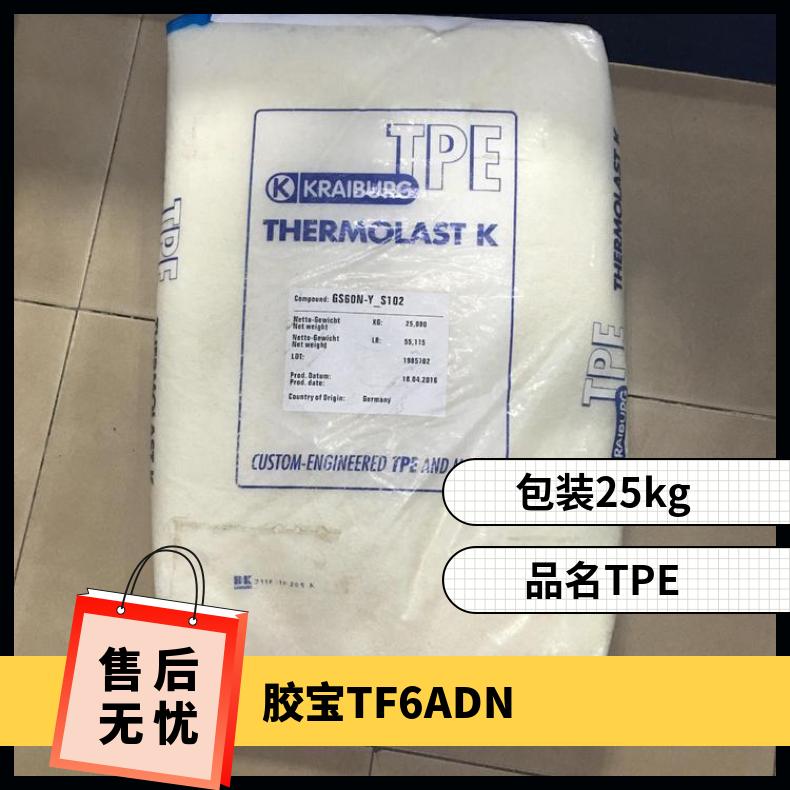 TPE
KRAIBURG
THERMOLAST K
Compound: GS60N-Y_S102
Netto-Gewicht
Net weight KG: 25,000
Netto-Gewicht
Net weight LB: 55,115
LOT: 1985702
Prod. Datum:
Prod. date: 18.04.2016
Country of Origin: Germany
CUSTOM-ENGINEERED TPE AND
TPE
THERMOLAST K
THERMOLAST K
TPE
KRAIBURG
包装25kg
品名TPE
售后
无忧
胶宝TF6ADN